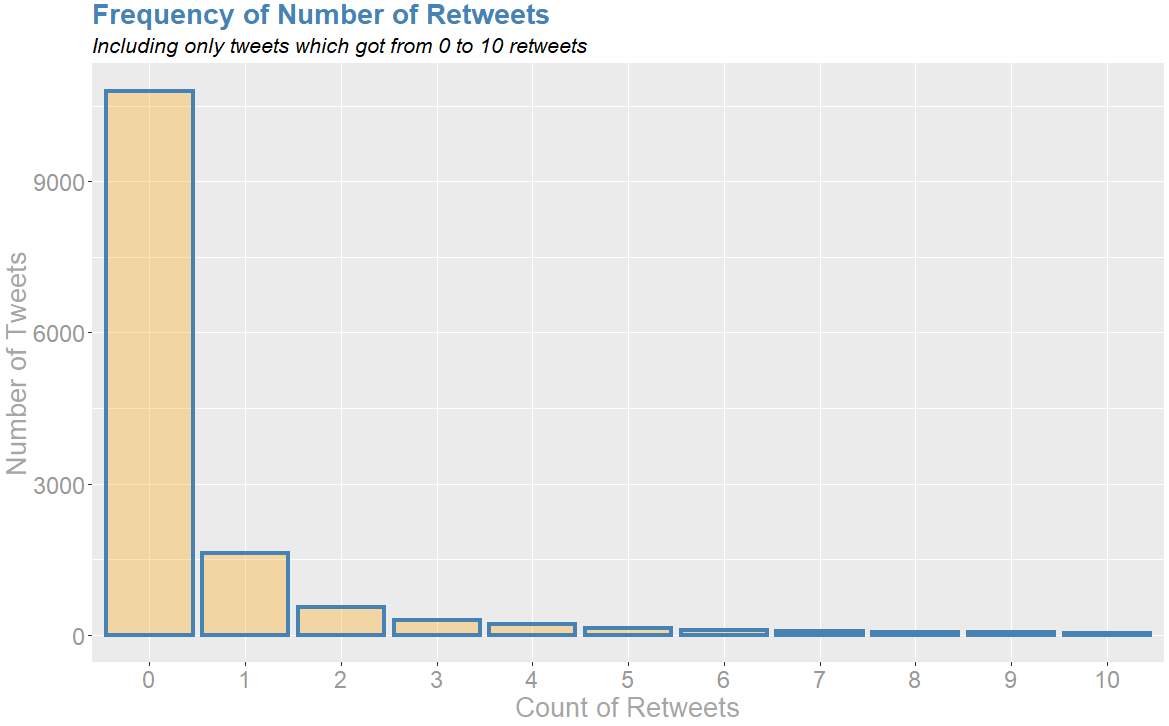 Frequency of Number of Retweets
Including only tweets which got from 0 to 10 retweets
Number of Tweets
9000
6000
3000
0
0 1 2 3 4 5 6 7 8 9 10
Count of Retweets